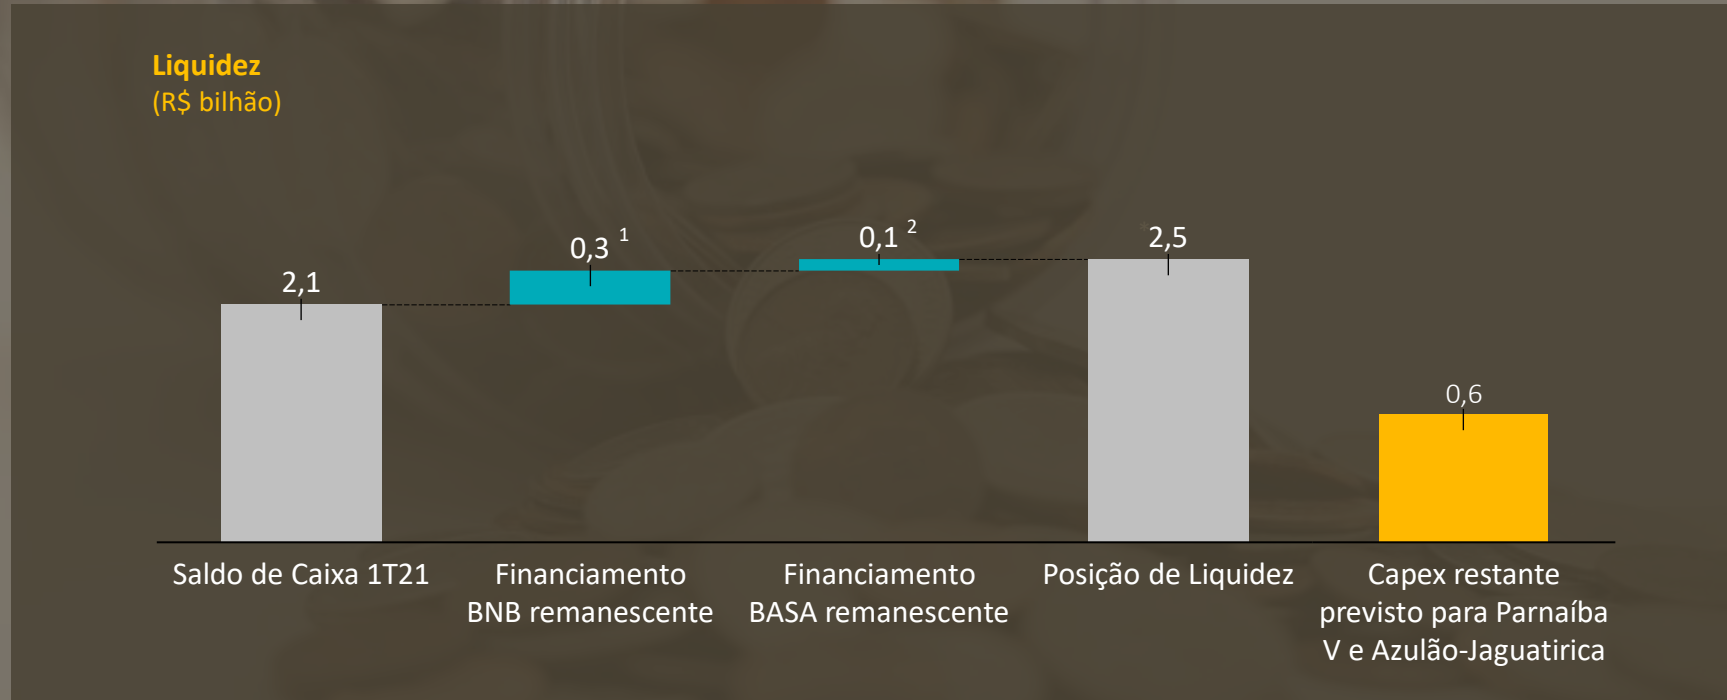 Liquidez
(R$ bilhão)
2,1
0,3 1
0,1 2
2,5
0,6
Saldo de Caixa 1T21
Financiamento
BNB remanescente
Financiamento
BASA remanescente
Posição de Liquidez
Capex restante
previsto para Parnaíba
V e Azulão-Jaguatirica